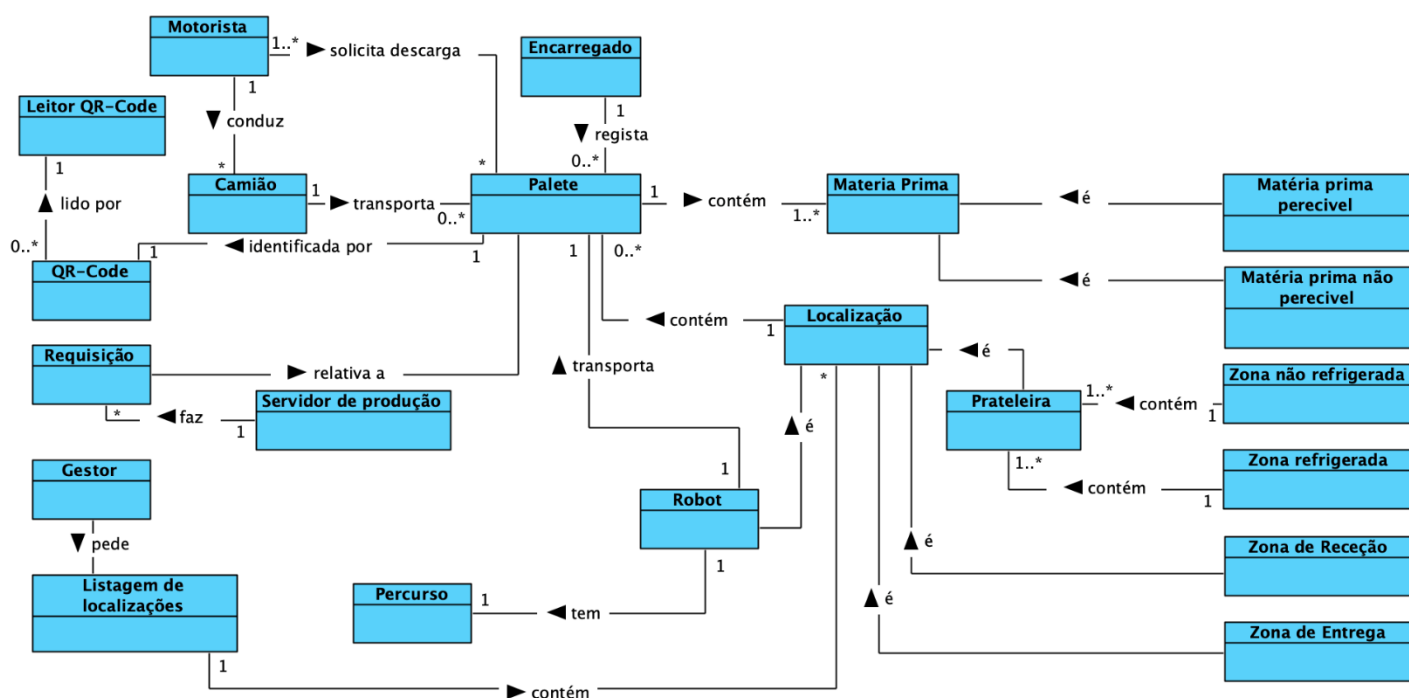 Motorista
1..*
solicita descarga
Encarregado
1
conduz
*
1
regista
0..*
*
Leitor QR-Code
1
lido por
0..*
Camião
1
transporta
0..*
Palete
1
contém
1..*
Materia Prima
é
Matéria prima
perecivel
QR-Code
1
identificada por
1
1
0..*
é
Matéria prima não
perecivel
contém
1
Localização
Requisição
relativa a
transporta
*
é
Zona não refrigerada
*
faz
1
Servidor de produção
é
Prateleira
1..*
contém
1
1..*
contém
1
Zona refrigerada
Gestor
pede
1
Robot
1
é
Zona de Receção
Listagem de
localizações
1
Percurso
1
tem
é
Zona de Entrega
contém